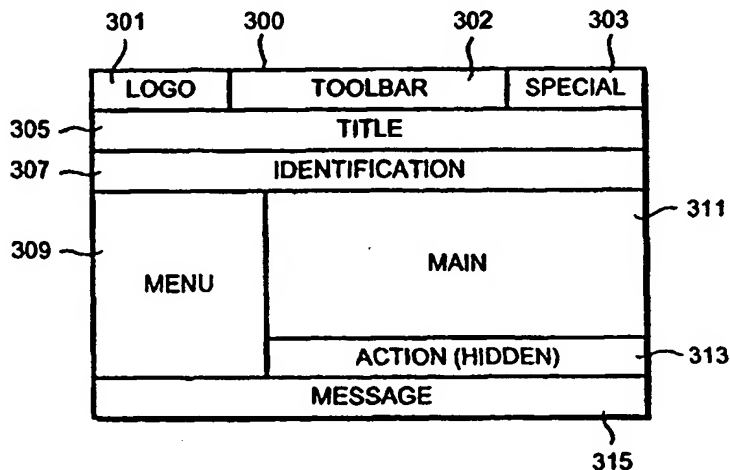 301 300 302 303
LOGO TOOLBAR SPECIAL
305 TITLE
307 IDENTIFICATION
311
309
MAIN
MENU
ACTION (HIDDEN) 313
MESSAGE
315